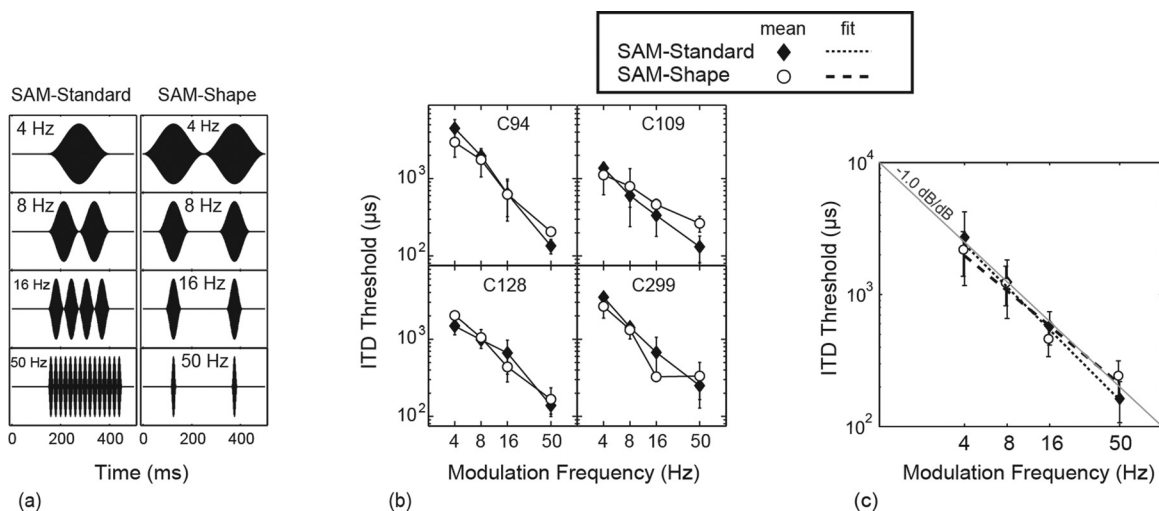 mean fit
SAM-Standard
SAM-Shape
SAM-Standard SAM-Shape
4 Hz 4 Hz
8 Hz 8 Hz
16 Hz 16 Hz
50 Hz 50 Hz
0 200 400 0 200 400
Time (ms)
(a)
ITD Threshold (µs)
10³
10²
10³
10²
C94 C109
C128 C299
4 8 16 50 4 8 16 50
Modulation Frequency (Hz)
(b)
ITD Threshold (µs)
10⁴
10³
10²
-1.0 dB/dB
4 8 16 50
Modulation Frequency (Hz)
(c)